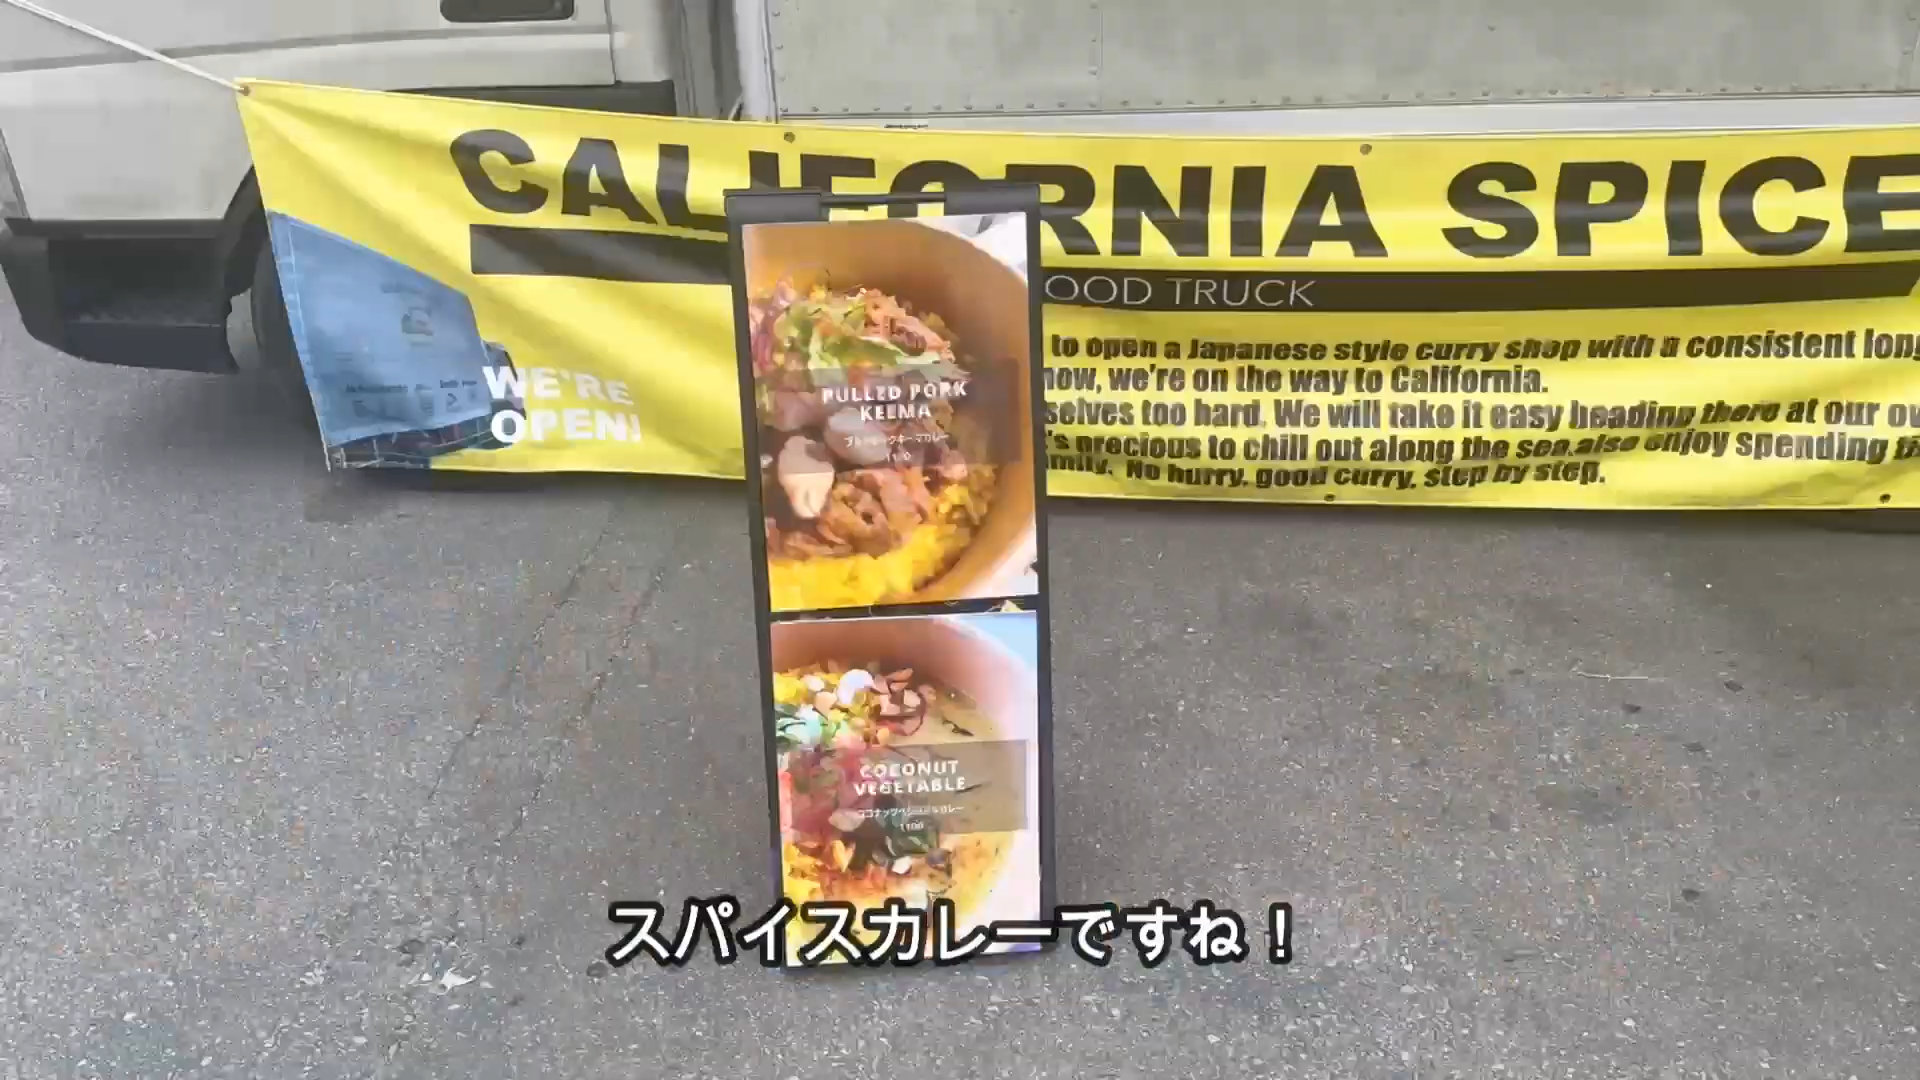 CALIFORNIA SPICE
OOD TRUCK
to open a Japanese style curry shop with a consistent long
now, we're on the way to California.
selves too hard. We will take it easy heading there at our ow
's precious to chill out along the sea, also enjoy spending ti
mily. No hurry, good curry, step by step.
WE'RE
OPEN!
PULLED PORK
KEEMA
COCONUT
VEGETABLE
1100
スパイスカレーですね！